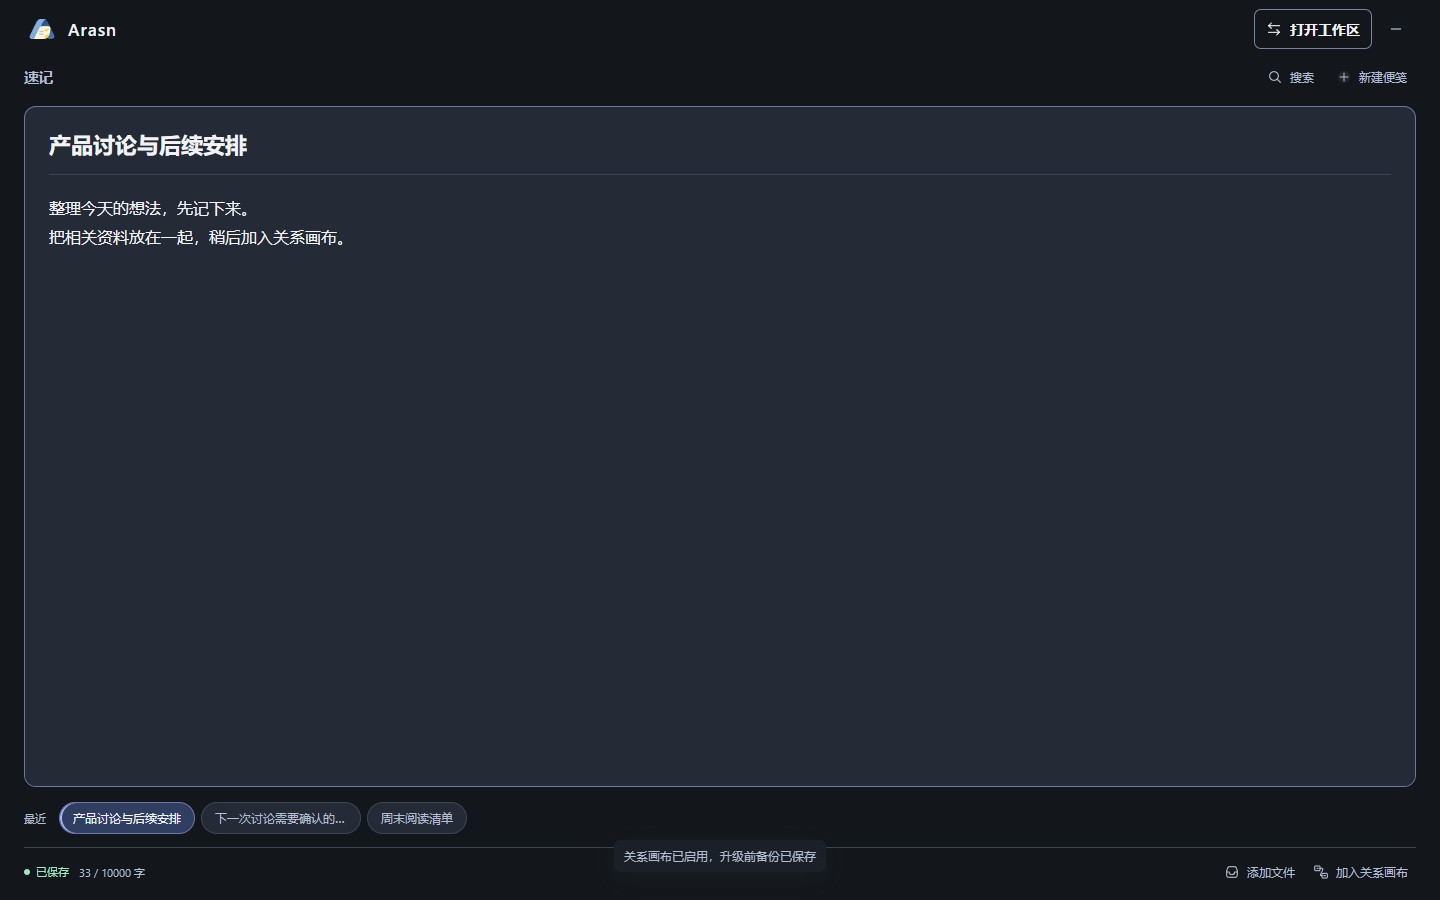 Arasn
打开工作区
速记
搜索
新建便笺
产品讨论与后续安排
整理今天的想法，先记下来。
把相关资料放在一起，稍后加入关系画布。
最近
产品讨论与后续安排
下一次讨论需要确认的...
周末阅读清单
关系画布已启用，升级前备份已保存
已保存 33 / 10000 字
添加文件
加入关系画布